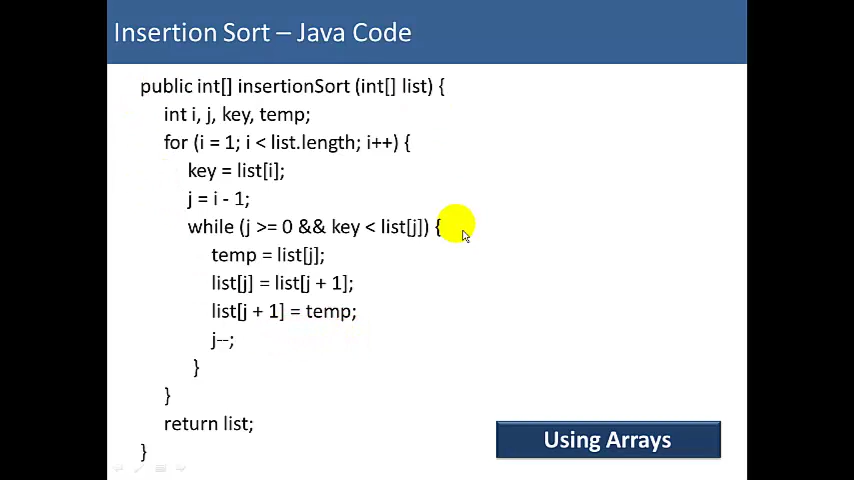 Insertion Sort – Java Code
public int[] insertionSort (int[] list) {
int i, j, key, temp;
for (i = 1; i < list.length; i++) {
key = list[i];
j = i - 1;
while (j >= 0 && key < list[j]) {
temp = list[j];
list[j] = list[j + 1];
list[j + 1] = temp;
j--;
}
}
return list;
}
Using Arrays